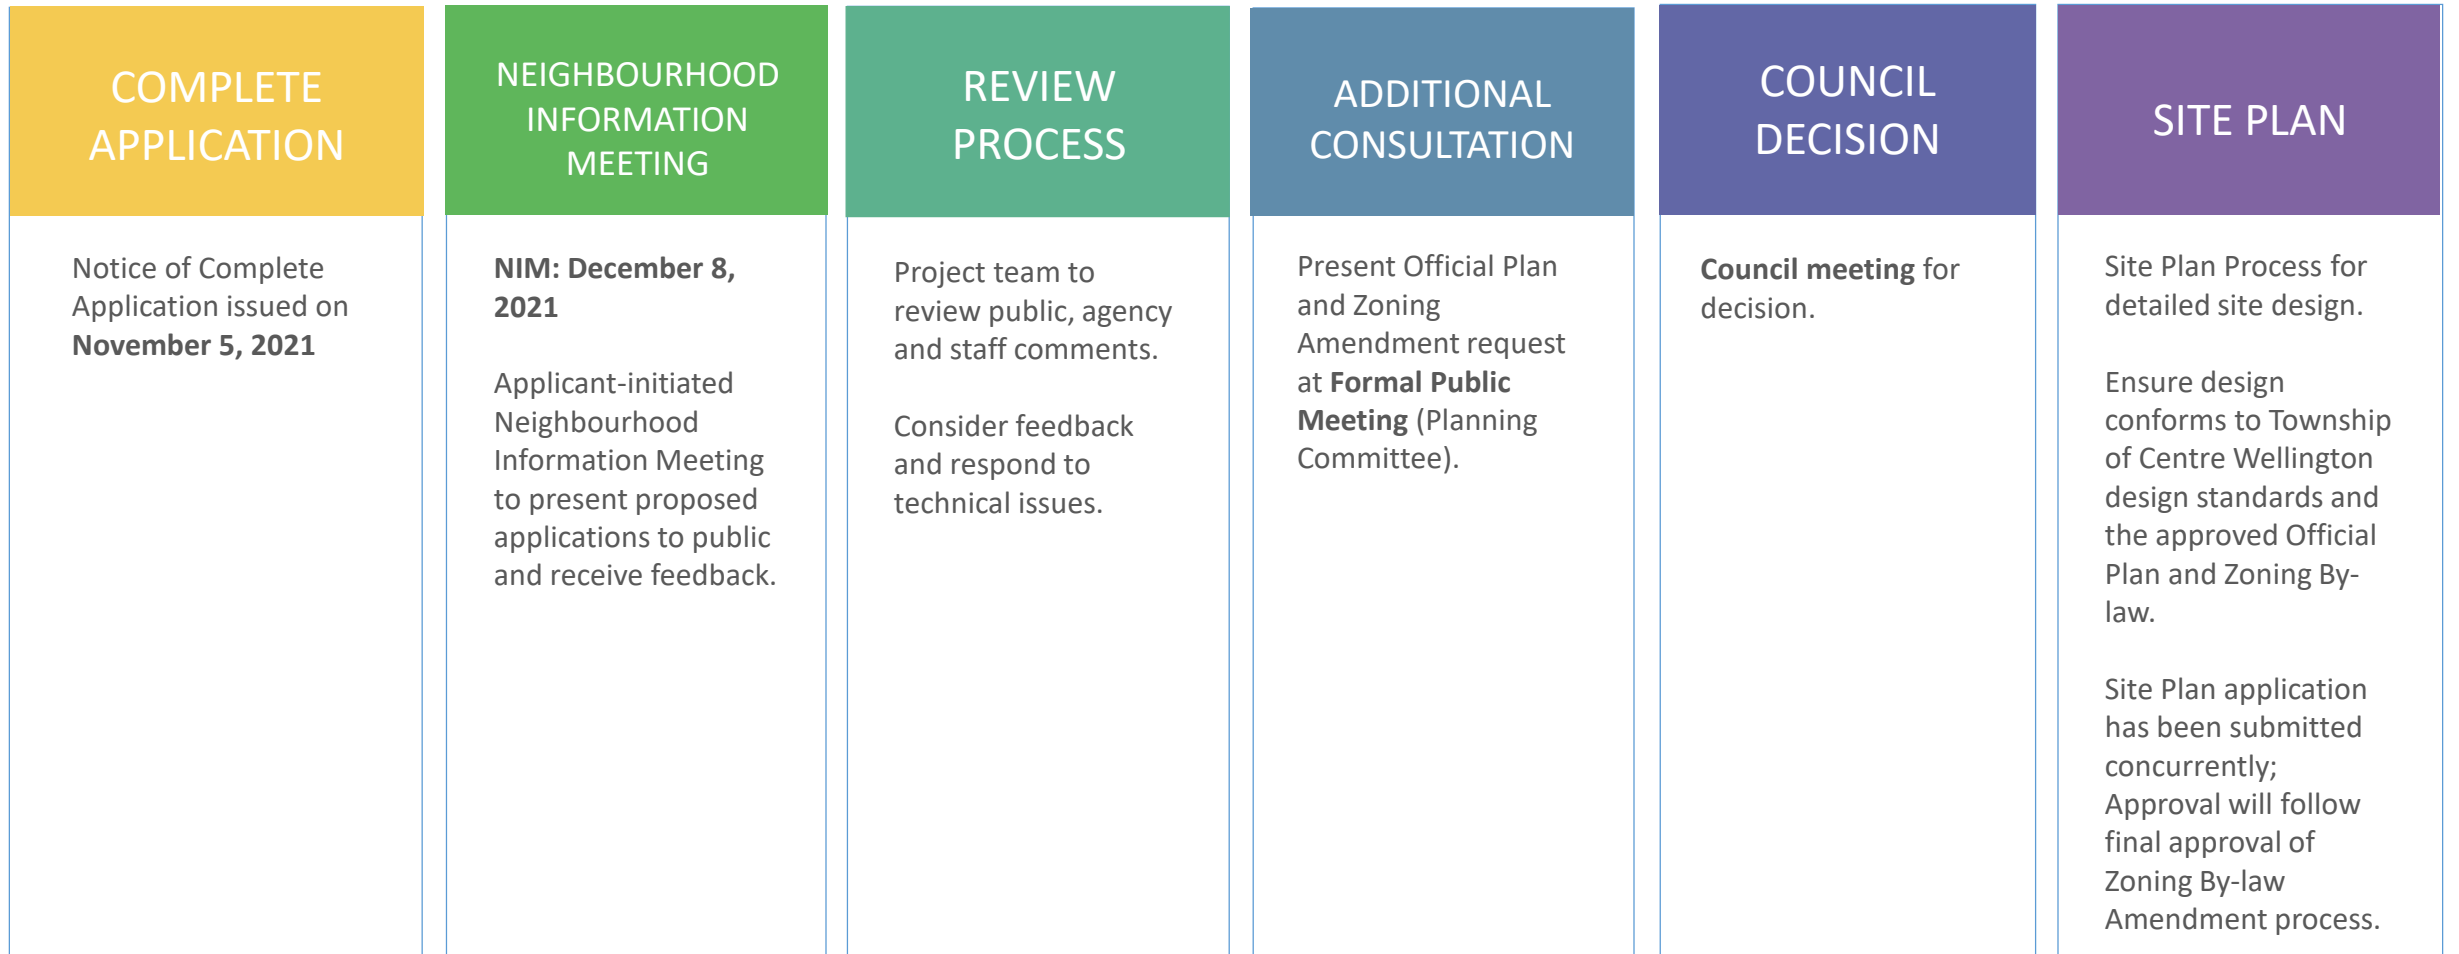 COMPLETE
APPLICATION
Notice of Complete
Application issued on
November 5, 2021
NEIGHBOURHOOD
INFORMATION
MEETING
NIM: December 8,
2021
Applicant-initiated
Neighbourhood
Information Meeting
to present proposed
applications to public
and receive feedback.
REVIEW
PROCESS
Project team to
review public, agency
and staff comments.
Consider feedback
and respond to
technical issues.
ADDITIONAL
CONSULTATION
Present Official Plan
and Zoning
Amendment request
at Formal Public
Meeting (Planning
Committee).
COUNCIL
DECISION
Council meeting for
decision.
SITE PLAN
Site Plan Process for
detailed site design.
Ensure design
conforms to Township
of Centre Wellington
design standards and
the approved Official
Plan and Zoning By-
law.
Site Plan application
has been submitted
concurrently;
Approval will follow
final approval of
Zoning By-law
Amendment process.